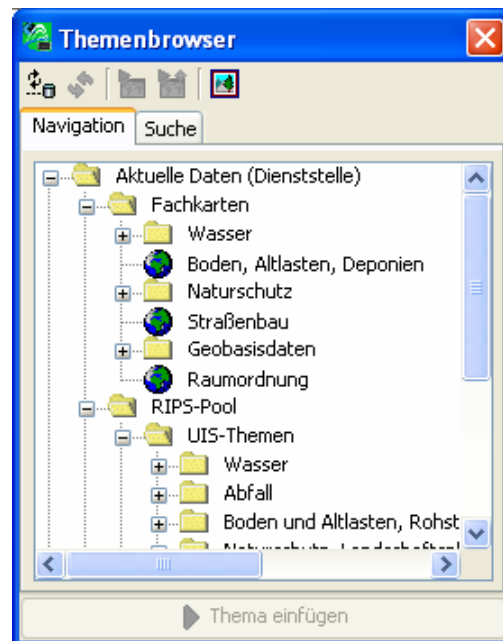 Themenbrowser
Navigation Suche
Aktuelle Daten (Dienststelle)
Fachkarten
Wasser
Boden, Altlasten, Deponien
Naturschutz
Straßenbau
Geobasisdaten
Raumordnung
RIPS-Pool
UIS-Themen
Wasser
Abfall
Boden und Altlasten, Rohst
Thema einfügen